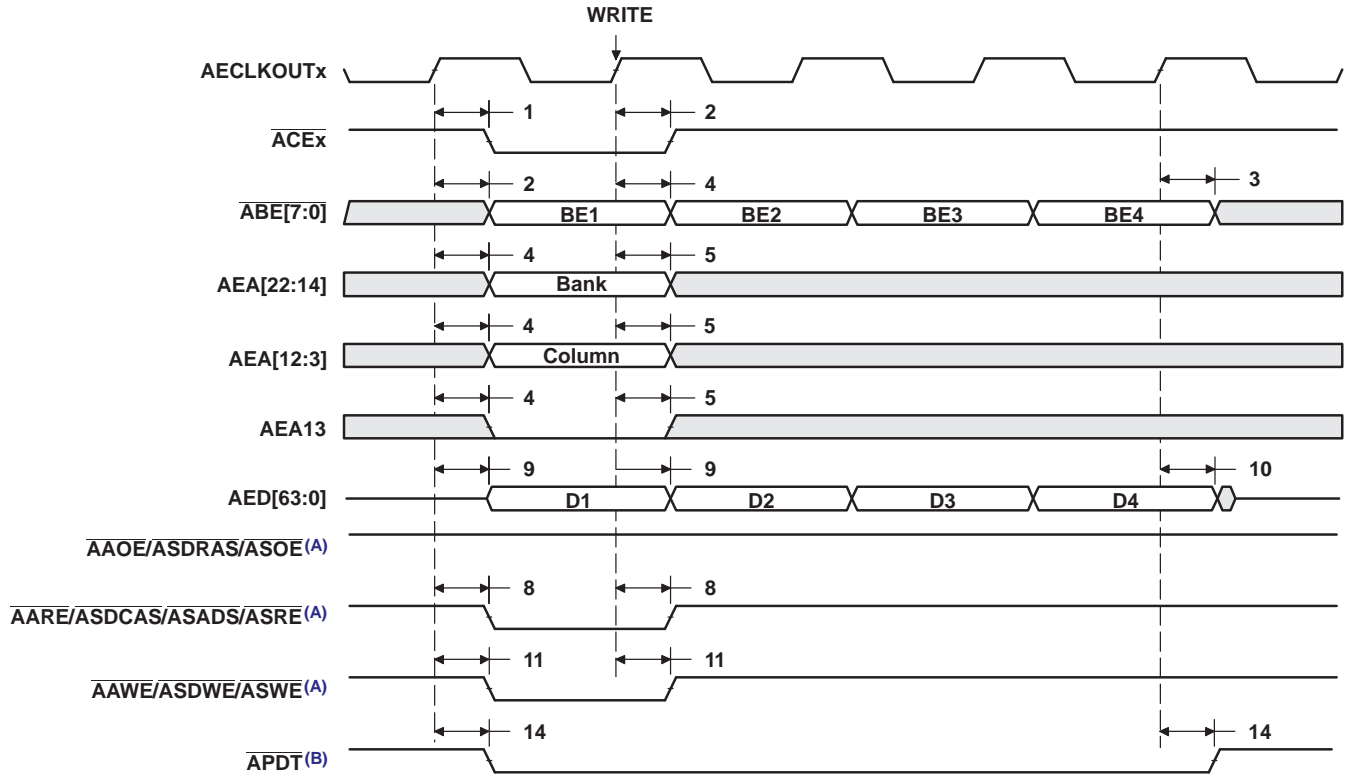 WRITE
AECLKOUTx
1 2
ACEx
2 4 3
ABE[7:0] BE1 BE2 BE3 BE4
4 5
AEA[22:14] Bank
4 5
AEA[12:3] Column
4 5
AEA13
9 9 10
AED[63:0] D1 D2 D3 D4
AAOE/ASDRAS/ASOE(A)
8 8
AARE/ASDCAS/ASADS/ASRE(A)
11 11
AAWE/ASDWE/ASWE(A)
14 14
APDT(B)